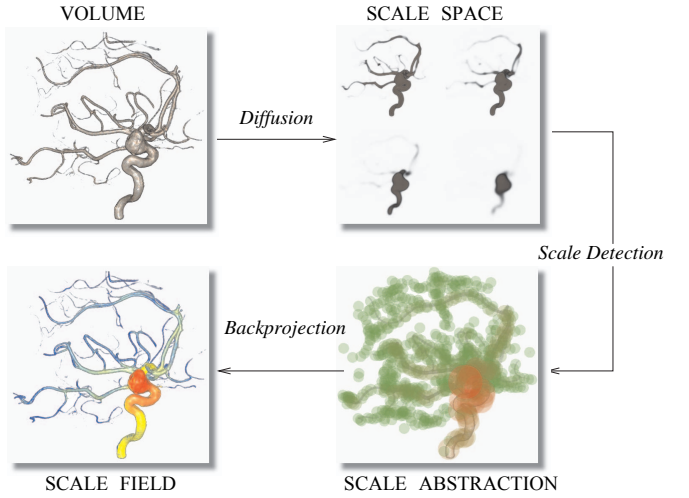 VOLUME
SCALE SPACE
Diffusion
Scale Detection
Backprojection
SCALE FIELD
SCALE ABSTRACTION